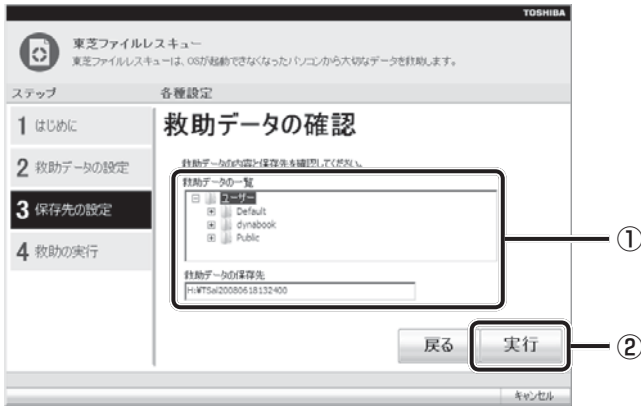 TOSHIBA
東芝ファイルレスキュー
東芝ファイルレスキューは、OSが起動できなくなったパソコンから大切なデータを救助します。
ステップ
各種設定
1 はじめに
2 救助データの設定
3 保存先の設定
4 救助の実行
救助データの確認
救助データの内容と保存先を確認してください。
救助データの一覧
ユーザー
Default
dynabook
Public
救助データの保存先
H:¥TSal20080618132400
戻る
実行
キャンセル
①
②